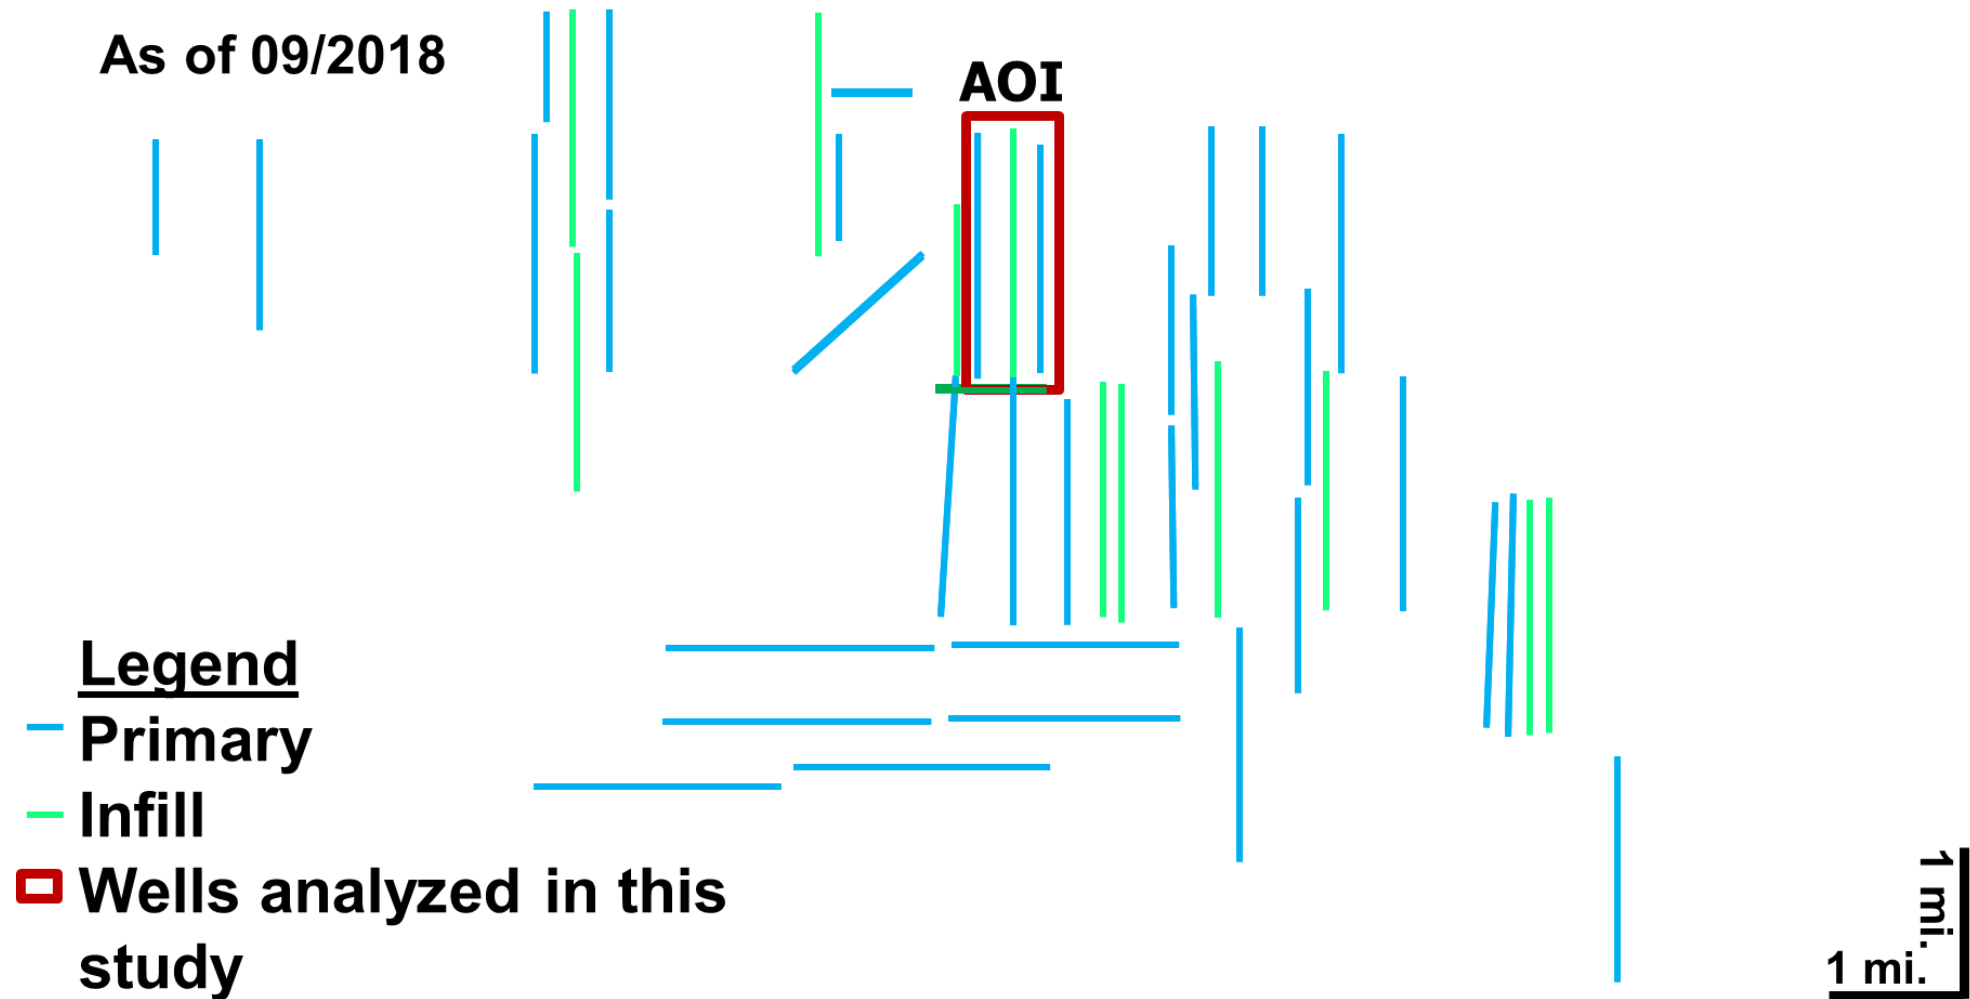 As of 09/2018
AOI
Legend
Primary
Infill
Wells analyzed in this
study
1 mi.
1 mi.